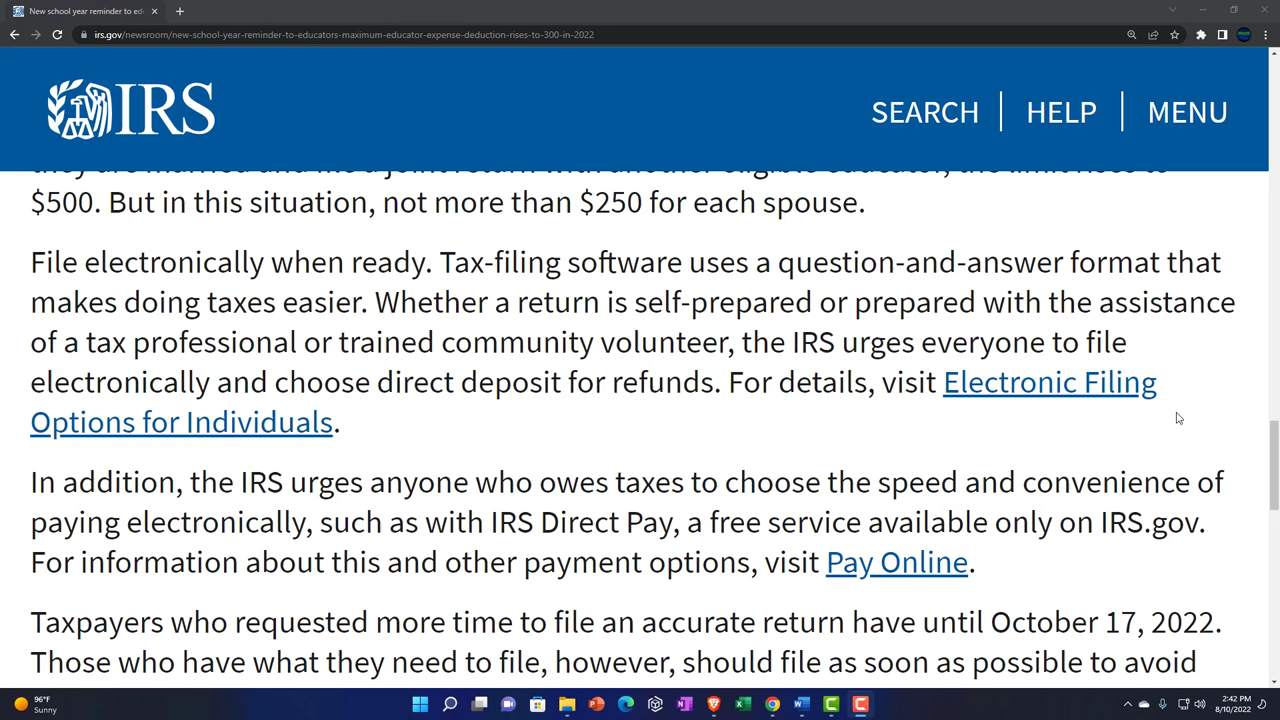 New school year reminder to edu
irs.gov/newsroom/new-school-year-reminder-to-educators-maximum-educator-expense-deduction-rises-to-300-in-2022
IRS
SEARCH HELP MENU
they are married and file a joint return with another eligible educator, the limit rises to
$500. But in this situation, not more than $250 for each spouse.
File electronically when ready. Tax-filing software uses a question-and-answer format that
makes doing taxes easier. Whether a return is self-prepared or prepared with the assistance
of a tax professional or trained community volunteer, the IRS urges everyone to file
electronically and choose direct deposit for refunds. For details, visit Electronic Filing
Options for Individuals.
In addition, the IRS urges anyone who owes taxes to choose the speed and convenience of
paying electronically, such as with IRS Direct Pay, a free service available only on IRS.gov.
For information about this and other payment options, visit Pay Online.
Taxpayers who requested more time to file an accurate return have until October 17, 2022.
Those who have what they need to file, however, should file as soon as possible to avoid
96°F
Sunny
2:42 PM
8/10/2022